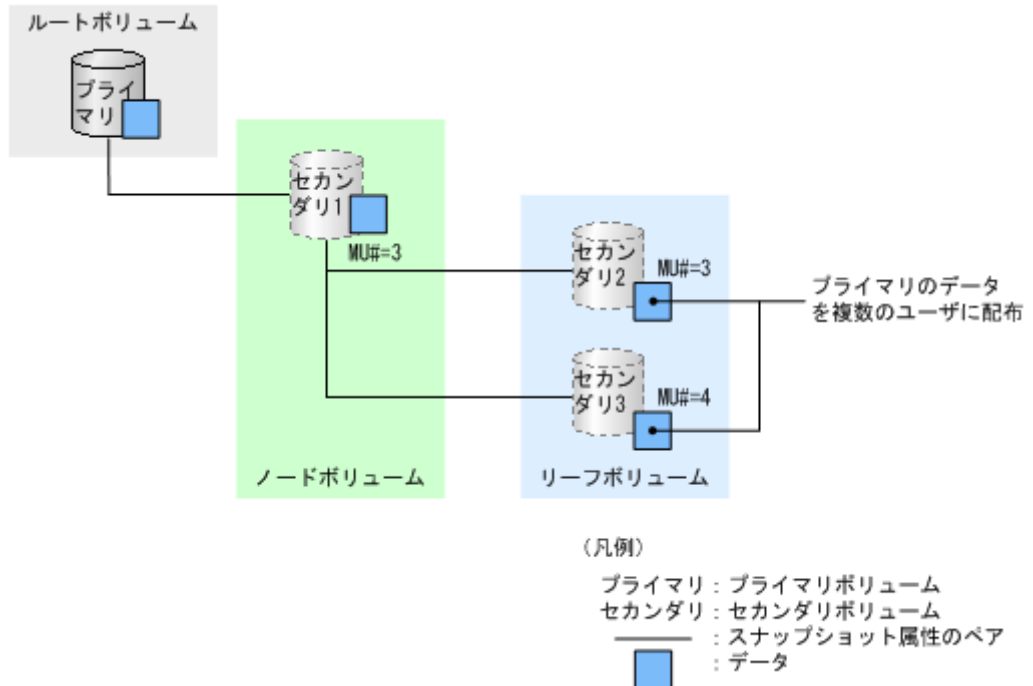 ルートボリューム
プライ
マリ
セカン
ダリ1
MU#=3
ノードボリューム
セカン
ダリ2
MU#=3
セカン
ダリ3
MU#=4
リーフボリューム
プライマリのデータ
を複数のユーザに配布
（凡例）
プライマリ：プライマリボリューム
セカンダリ：セカンダリボリューム
：スナップショット属性のペア
：データ